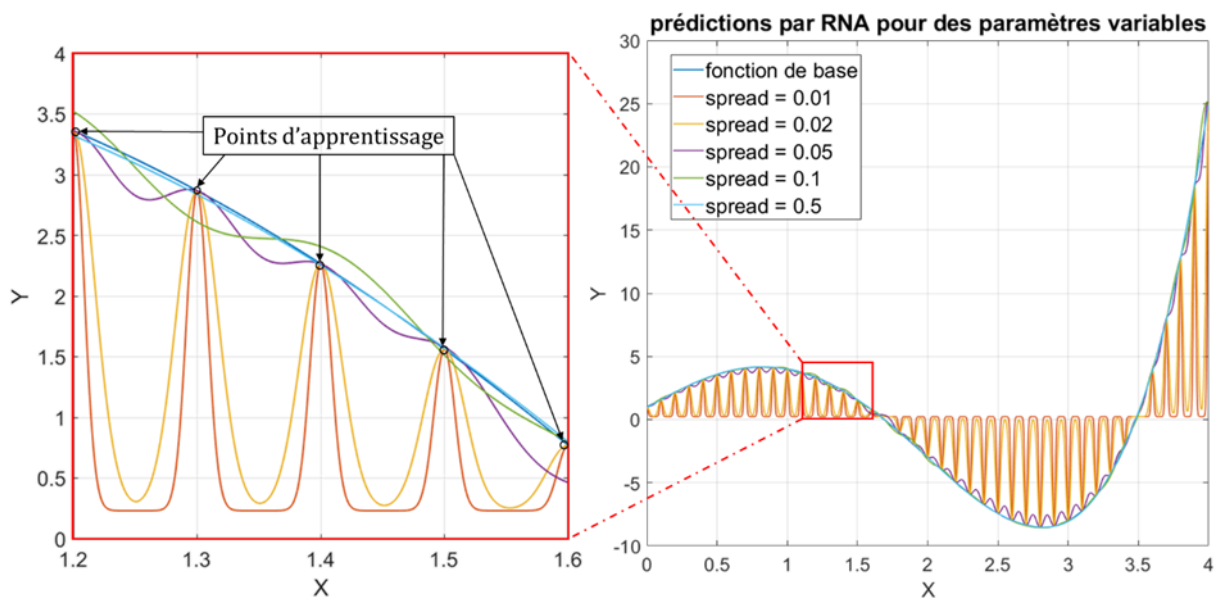 prédictions par RNA pour des paramètres variables
4
3.5
3
2.5
2
1.5
1
0.5
0
Y
Points d'apprentissage
1.2
1.3
1.4
1.5
1.6
X
30
25
20
15
10
5
0
-5
-10
Y
fonction de base
spread = 0.01
spread = 0.02
spread = 0.05
spread = 0.1
spread = 0.5
0
0.5
1
1.5
2
2.5
3
3.5
4
X